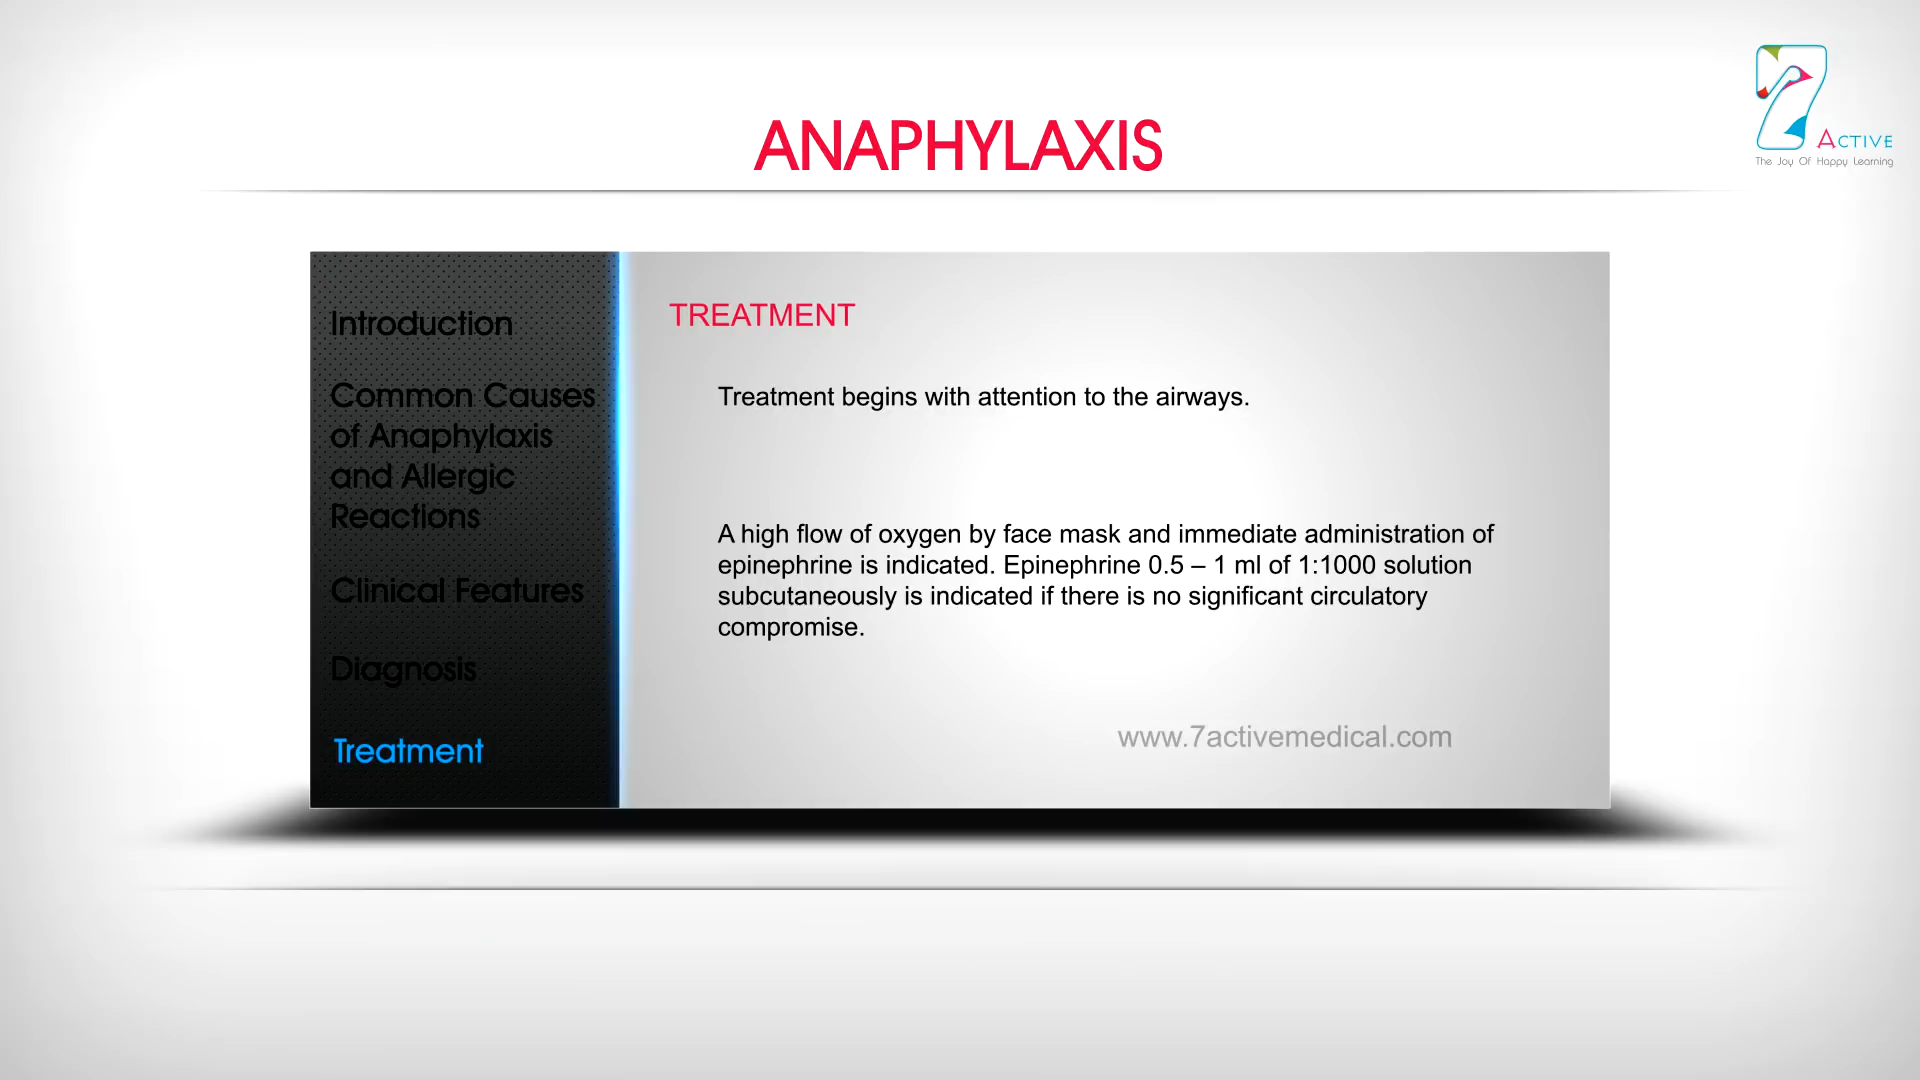 7 ACTIVE
The Joy Of Happy Learning
ANAPHYLAXIS
Introduction
Common Causes
of Anaphylaxis
and Allergic
Reactions
Clinical Features
Diagnosis
Treatment
TREATMENT
Treatment begins with attention to the airways.
A high flow of oxygen by face mask and immediate administration of
epinephrine is indicated. Epinephrine 0.5 – 1 ml of 1:1000 solution
subcutaneously is indicated if there is no significant circulatory
compromise.
www.7activemedical.com